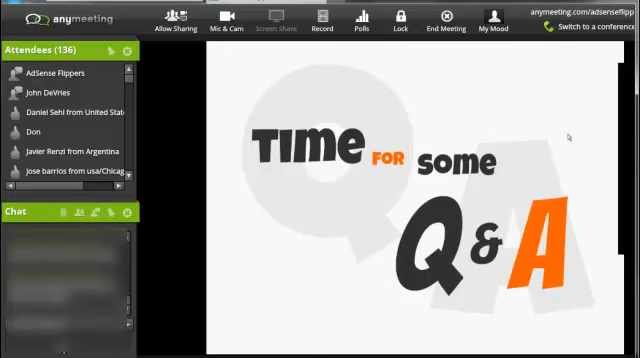 anymeeting
Allow Sharing
Mic & Cam
Screen Share
Record
Polls
Lock
End Meeting
My Mood
anymeeting.com/adsenseflipp
Switch to a conference
Attendees (136)
AdSense Flippers
John DeVries
Daniel Sehl from United State
Don
Javier Renzi from Argentina
jose barrios from usa/Chicag
Chat
Time FOR some
Q & A